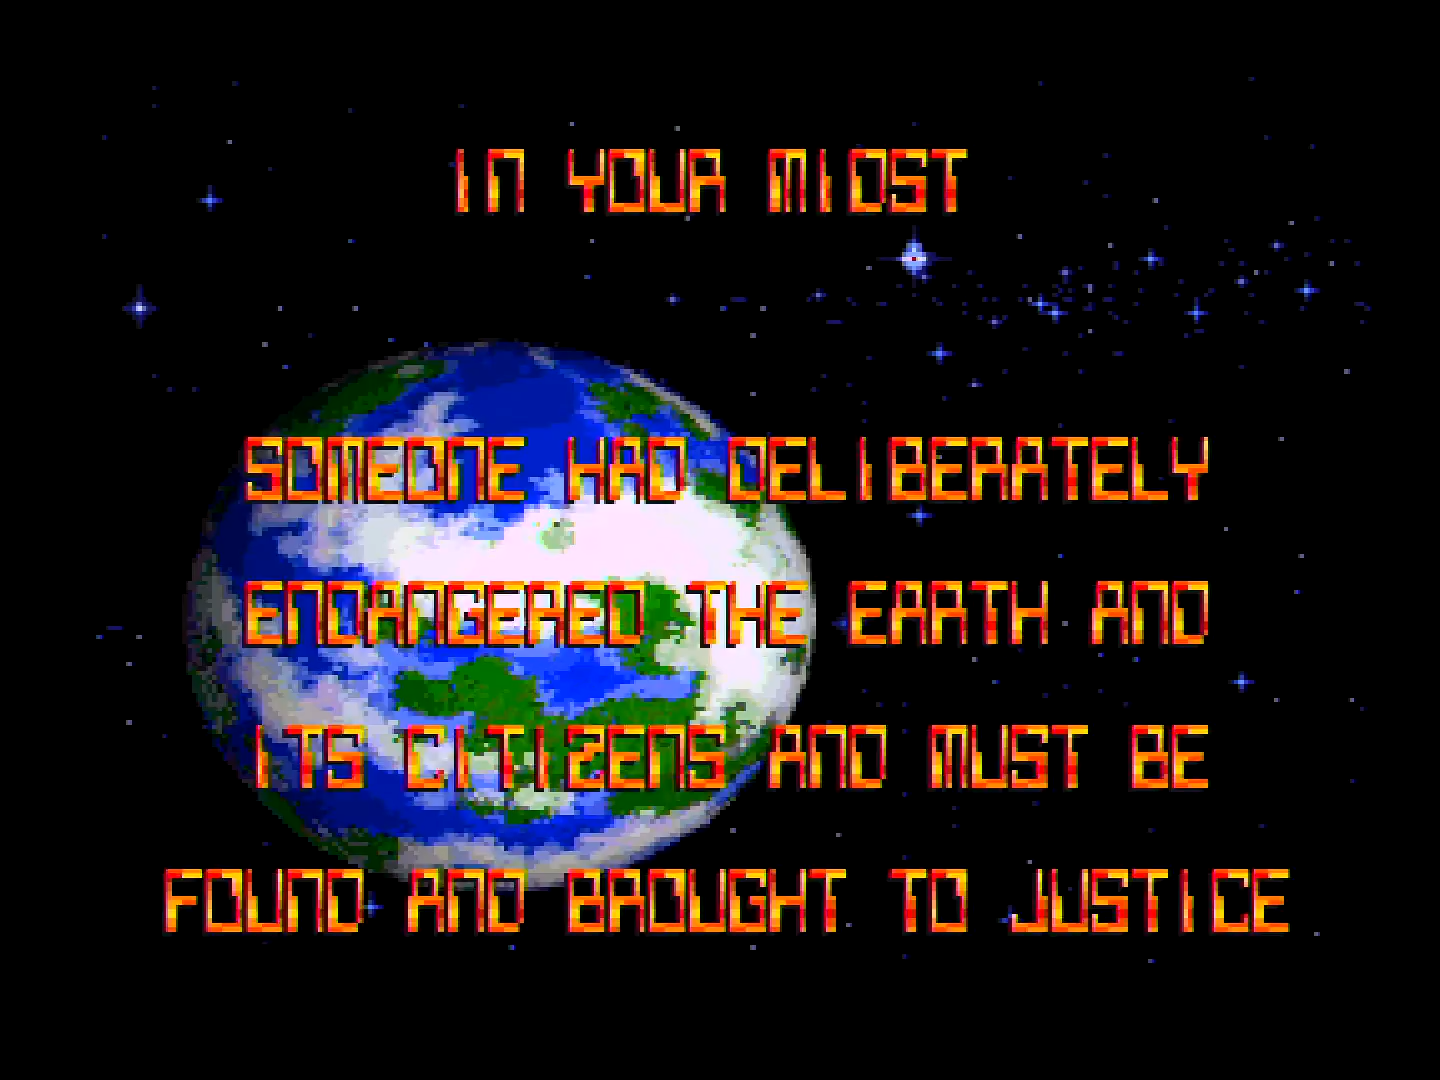 IN YOUR MIDST
SOMEONE HAD DELIBERATELY
ENDANGERED THE EARTH AND
ITS CITIZENS AND MUST BE
FOUND AND BROUGHT TO JUSTICE